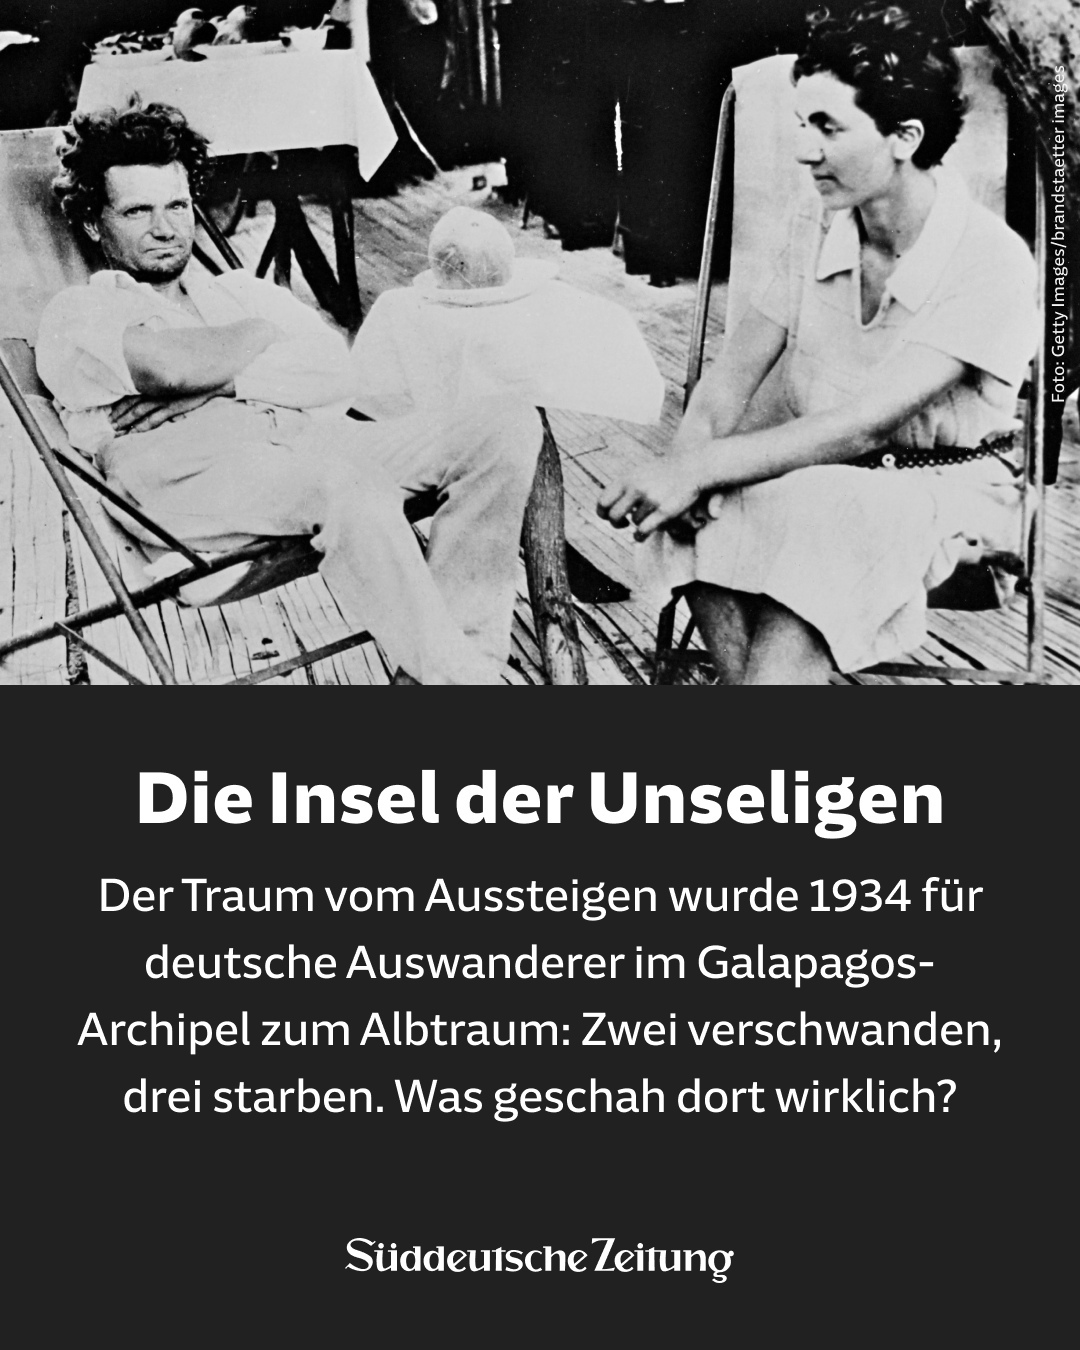 Foto: Getty Images/brandstaetter images
Die Insel der Unseligen
Der Traum vom Aussteigen wurde 1934 für
deutsche Auswanderer im Galapagos-
Archipel zum Albtraum: Zwei verschwanden,
drei starben. Was geschah dort wirklich?
Süddeutsche Zeitung